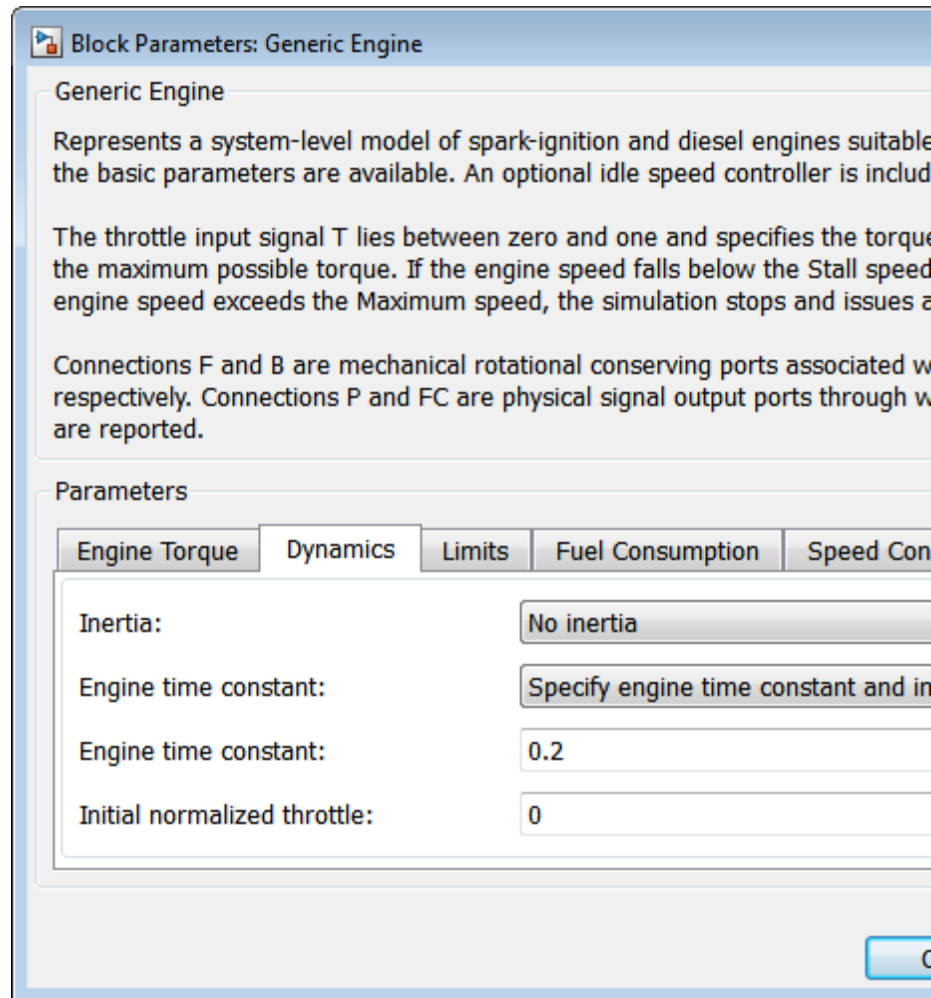 Block Parameters: Generic Engine
Generic Engine
Represents a system-level model of spark-ignition and diesel engines suitable
the basic parameters are available. An optional idle speed controller is includ
The throttle input signal T lies between zero and one and specifies the torque
the maximum possible torque. If the engine speed falls below the Stall speed
engine speed exceeds the Maximum speed, the simulation stops and issues a
Connections F and B are mechanical rotational conserving ports associated w
respectively. Connections P and FC are physical signal output ports through w
are reported.
Parameters
Engine Torque Dynamics Limits Fuel Consumption Speed Con
Inertia: No inertia
Engine time constant: Specify engine time constant and in
Engine time constant: 0.2
Initial normalized throttle: 0